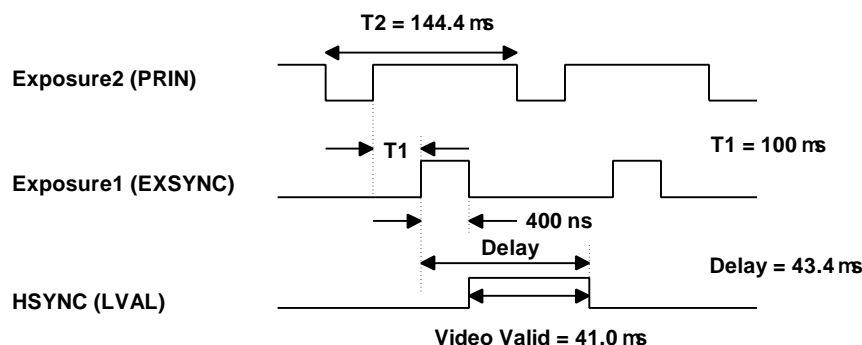 T2 = 144.4 ms
Exposure2 (PRIN)
T1
T1 = 100 ms
Exposure1 (EXSYNC)
400 ns
Delay
Delay = 43.4 ms
HSYNC (LVAL)
Video Valid = 41.0 ms